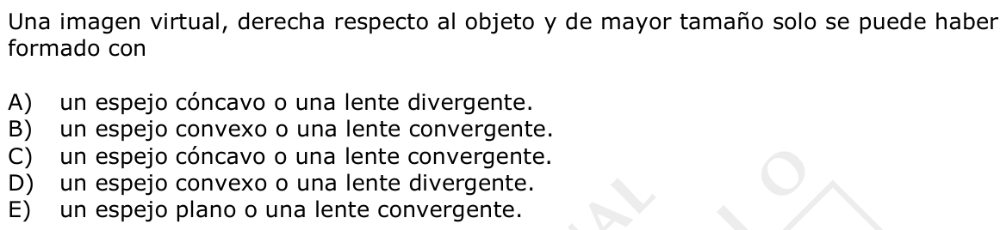 Una imagen virtual, derecha respecto al objeto y de mayor tamaño solo se puede haber
formado con
A) un espejo cóncavo o una lente divergente.
B) un espejo convexo o una lente convergente.
C) un espejo cóncavo o una lente convergente.
D) un espejo convexo o una lente divergente.
E) un espejo plano o una lente convergente.